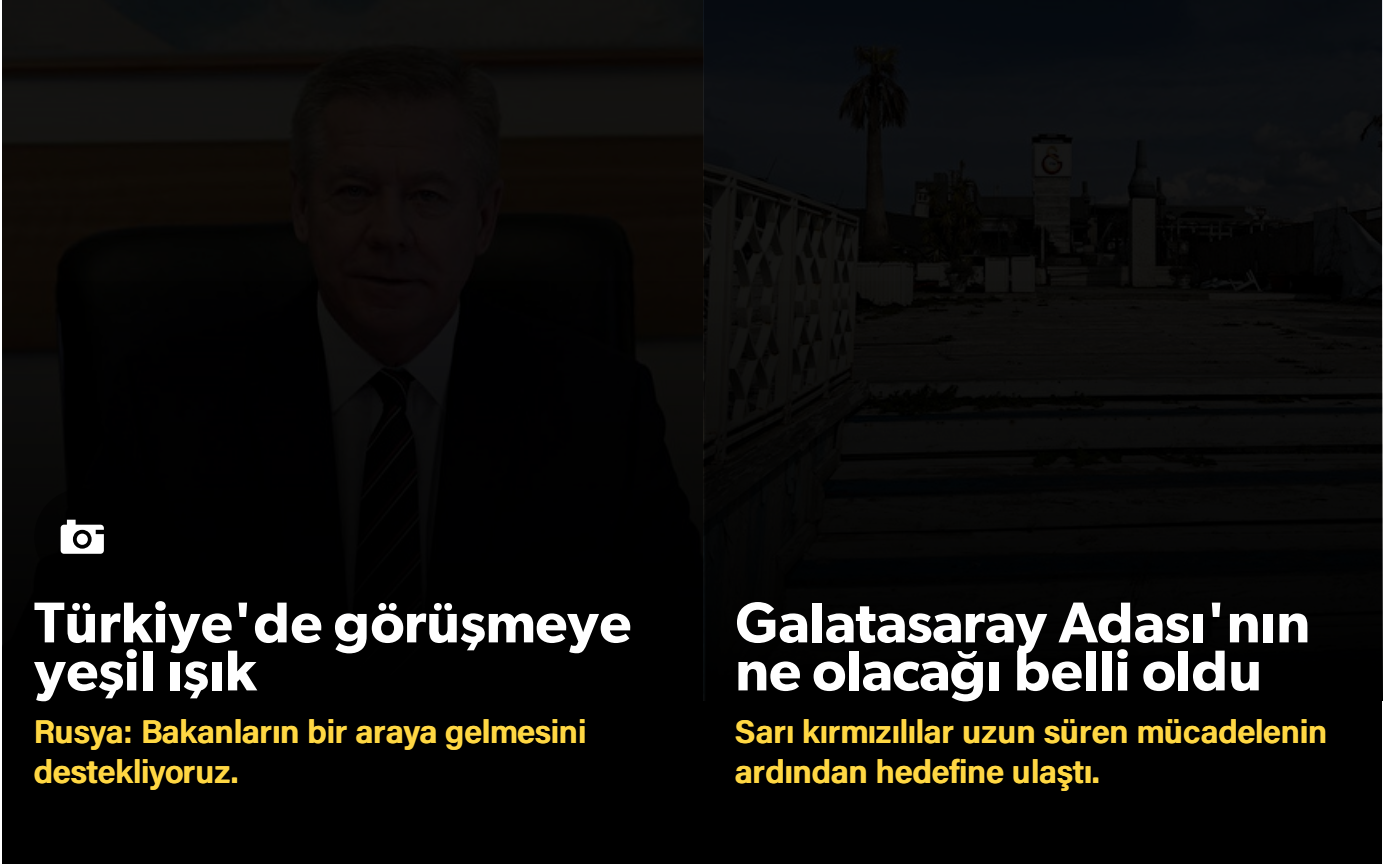 Türkiye'de görüşmeye
yeşil ışık
Rusya: Bakanların bir araya gelmesini
destekliyoruz.
Galatasaray Adası'nın
ne olacağı belli oldu
Sarı kırmızılılar uzun süren mücadelenin
ardından hedefine ulaştı.